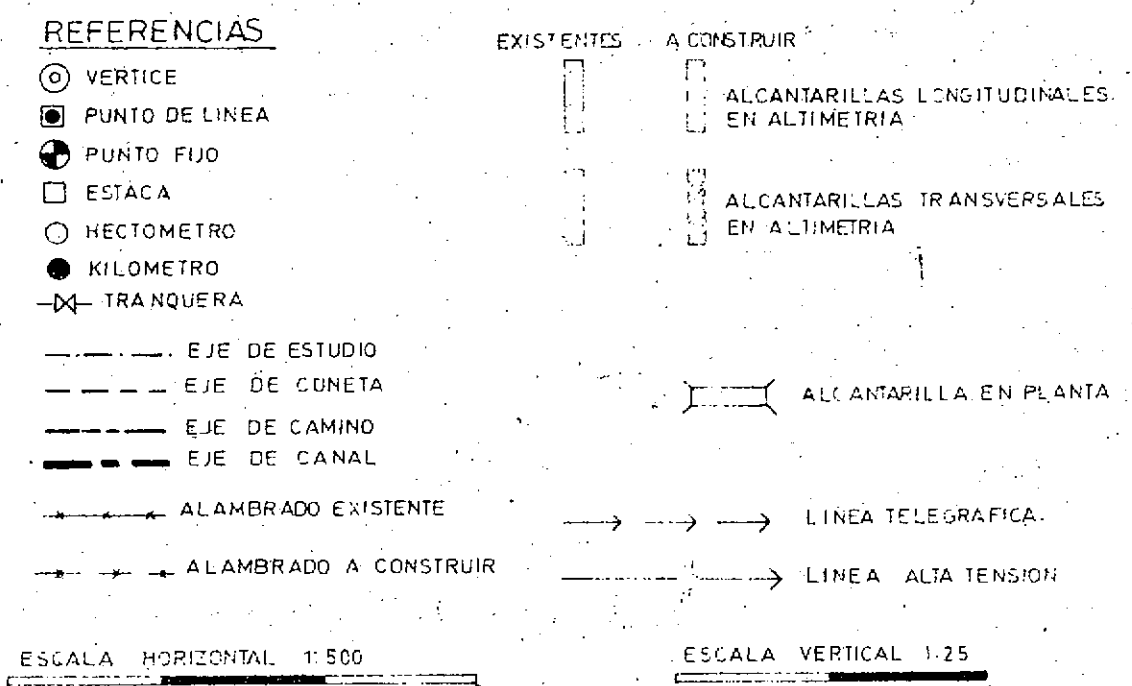 REFERENCIAS
VERTICE
PUNTO DE LINEA
PUNTO FIJO
ESTACA
HECTOMETRO
KILOMETRO
TRANQUERA
EJE DE ESTUDIO
EJE DE CUNETA
EJE DE CAMINO
EJE DE CANAL
ALAMBRADO EXISTENTE
ALAMBRADO A CONSTRUIR
EXISTENTES A CONSTRUIR
ALCANTARILLAS LONGITUDINALES
EN ALTIMETRIA
ALCANTARILLAS TRANSVERSALES
EN ALTIMETRIA
ALCANTARILLA EN PLANTA
LINEA TELEGRAFICA.
LINEA ALTA TENSION
ESCALA HORIZONTAL 1:500
ESCALA VERTICAL 1:25